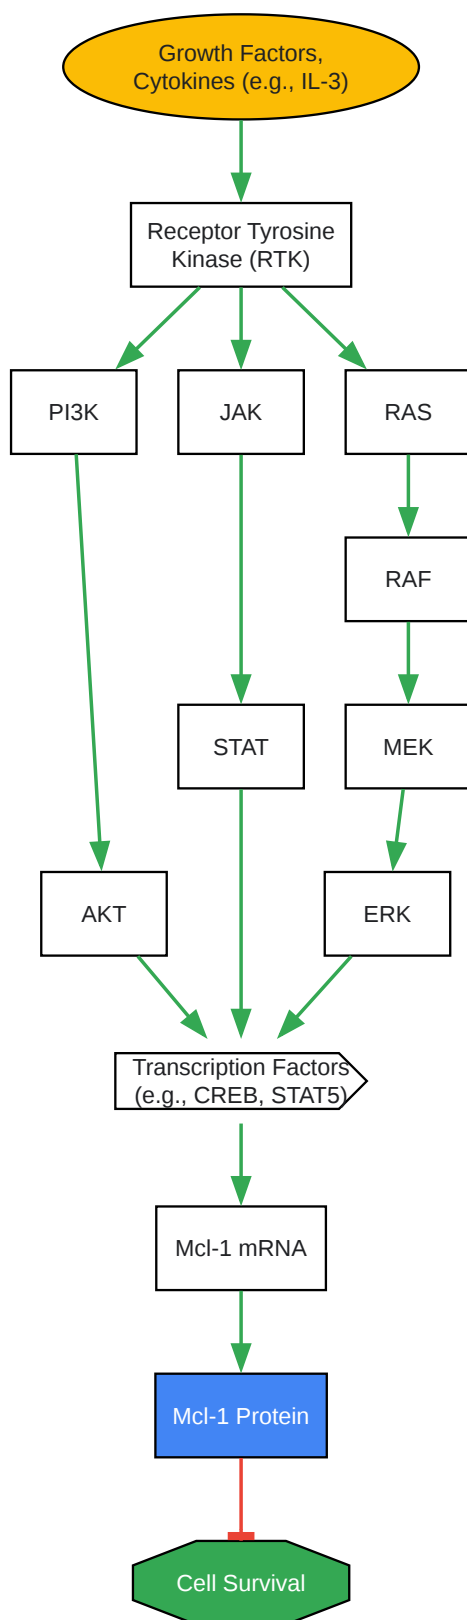 Growth Factors,
Cytokines (e.g., IL-3)
Receptor Tyrosine
Kinase (RTK)
PI3K
JAK
RAS
RAF
STAT
MEK
AKT
ERK
Transcription Factors
(e.g., CREB, STAT5)
Mcl-1 mRNA
Mcl-1 Protein
Cell Survival